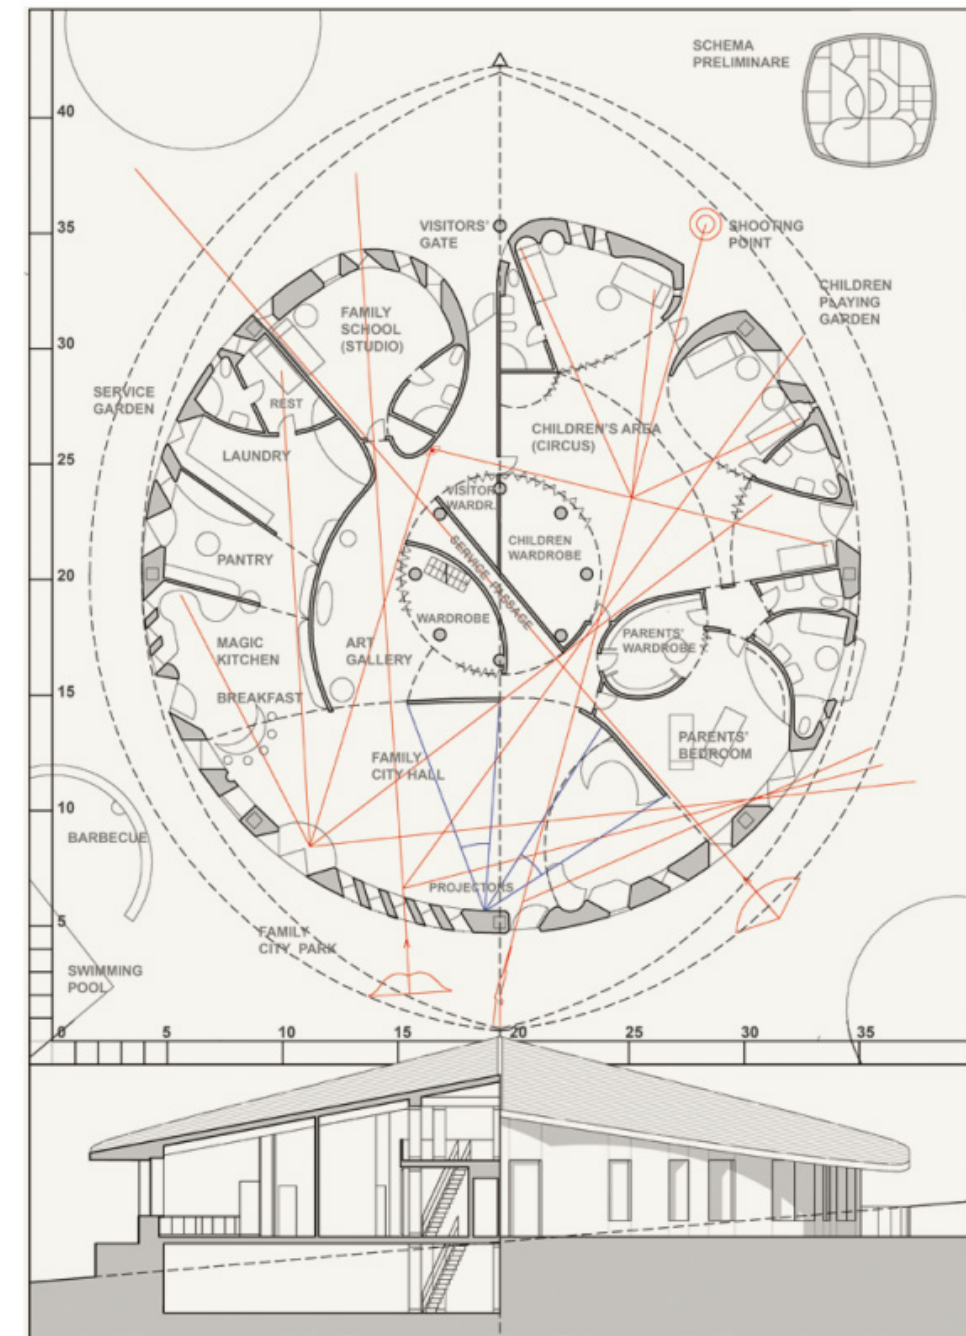 SCHEMA
PRELIMINARE
40
35
VISITORS'
GATE
SHOOTING
POINT
CHILDREN
PLAYING
GARDEN
FAMILY
SCHOOL
(STUDIO)
30
SERVICE
GARDEN
REST
CHILDREN'S AREA
(CIRCUS)
LAUNDRY
25
VISITOR
WARDR.
CHILDREN
WARDROBE
SERVICE PASSAGE
PANTRY
20
WARDROBE
MAGIC
KITCHEN
ART
GALLERY
PARENTS'
WARDROBE
BREAKFAST
15
PARENTS'
BEDROOM
FAMILY
CITY HALL
10
BARBECUE
PROJECTORS
5
FAMILY
CITY PARK
SWIMMING
POOL
0 5 10 15 20 25 30 35